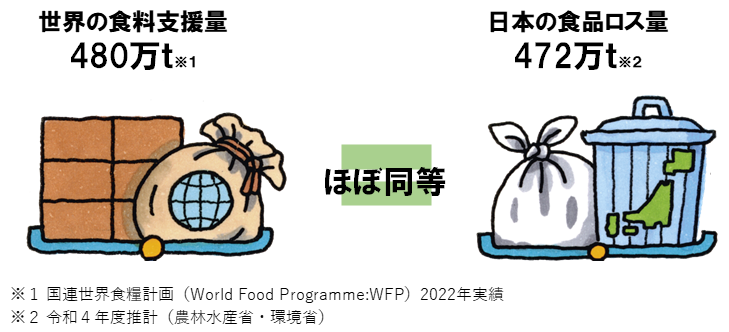 世界の食料支援量
480万t※1
日本の食品ロス量
472万t※2
ほぼ同等
※１ 国連世界食糧計画（World Food Programme:WFP）2022年実績
※２ 令和４年度推計（農林水産省・環境省）